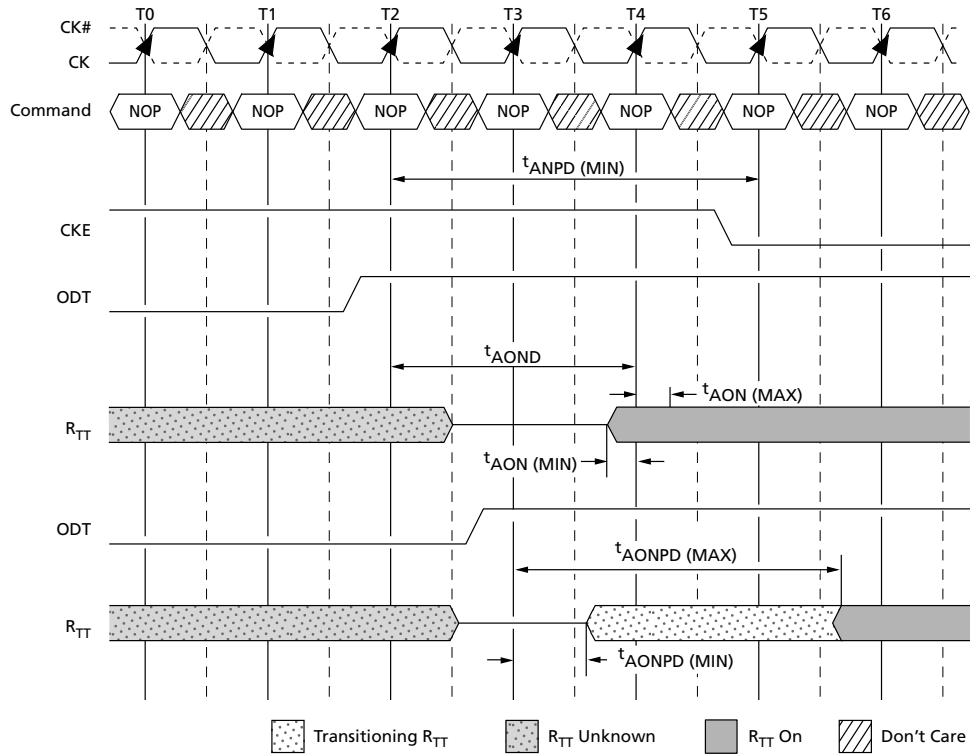 T0 T1 T2 T3 T4 T5 T6
CK#
CK
Command NOP NOP NOP NOP NOP NOP NOP
tANPD (MIN)
CKE
ODT
tAOND
tAON (MAX)
RTT
tAON (MIN)
ODT
tAONPD (MAX)
RTT
tAONPD (MIN)
Transitioning RTT RTT Unknown RTT On Don't Care